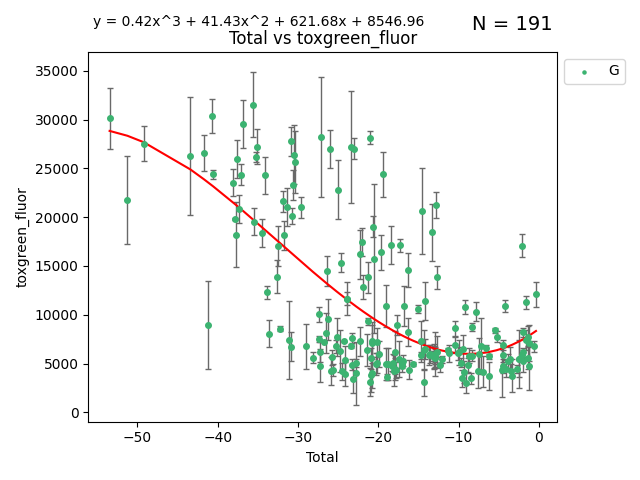 y = 0.42x^3 + 41.43x^2 + 621.68x + 8546.96
N = 191
Total vs toxgreen_fluor
G
35000
30000
25000
20000
15000
10000
5000
0
toxgreen_fluor
−50 −40 −30 −20 −10 0
Total